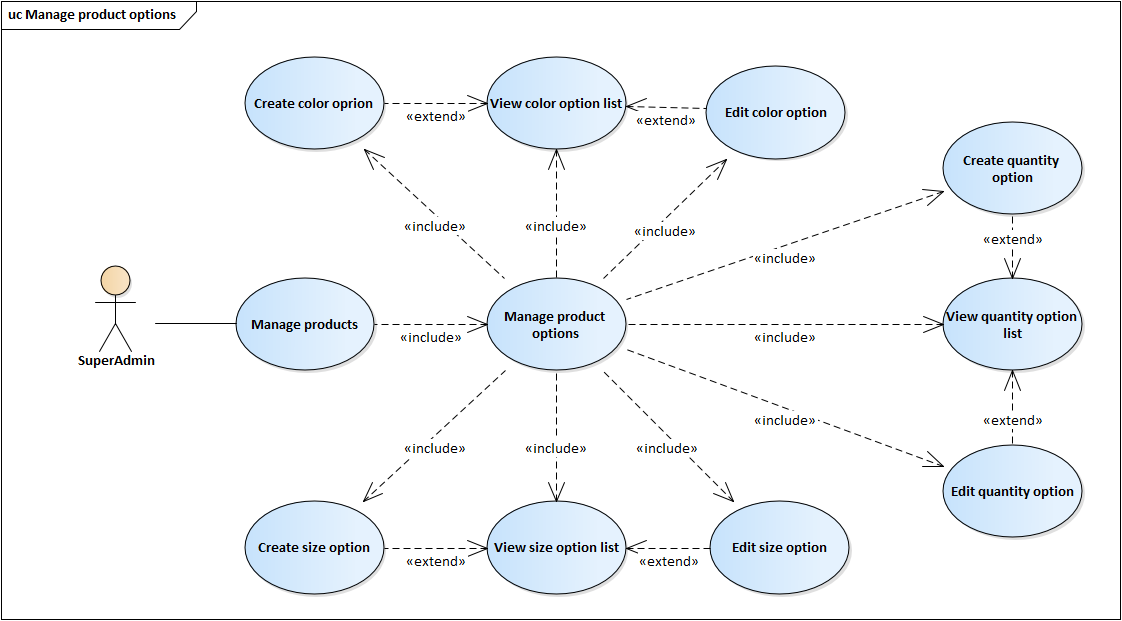 uc Manage product options
Create color oprion
View color option list
Edit color option
«extend»
«extend»
Create quantity
option
«include»
«include»
«include»
«extend»
«include»
Manage products
Manage product
options
View quantity option
list
«include»
«include»
SuperAdmin
«include»
«extend»
«include»
«include»
«include»
Edit quantity option
Create size option
View size option list
Edit size option
«extend»
«extend»